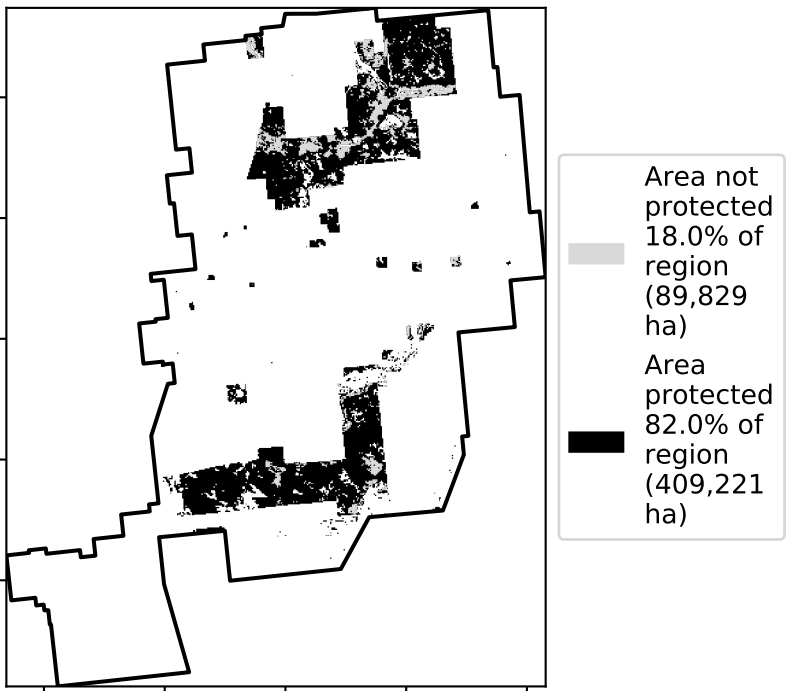 Area not
protected
18.0% of
region
(89,829
ha)
Area
protected
82.0% of
region
(409,221
ha)